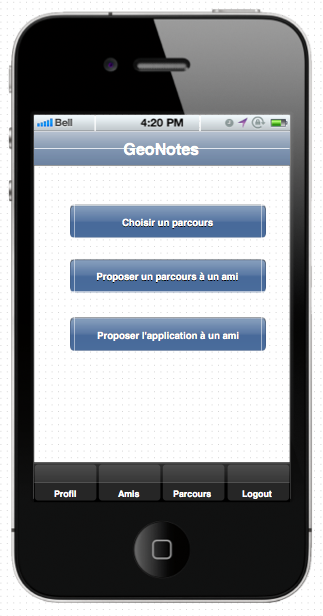 Bell 4:20 PM
GeoNotes
Choisir un parcours
Proposer un parcours à un ami
Proposer l'application à un ami
Profil Amis Parcours Logout